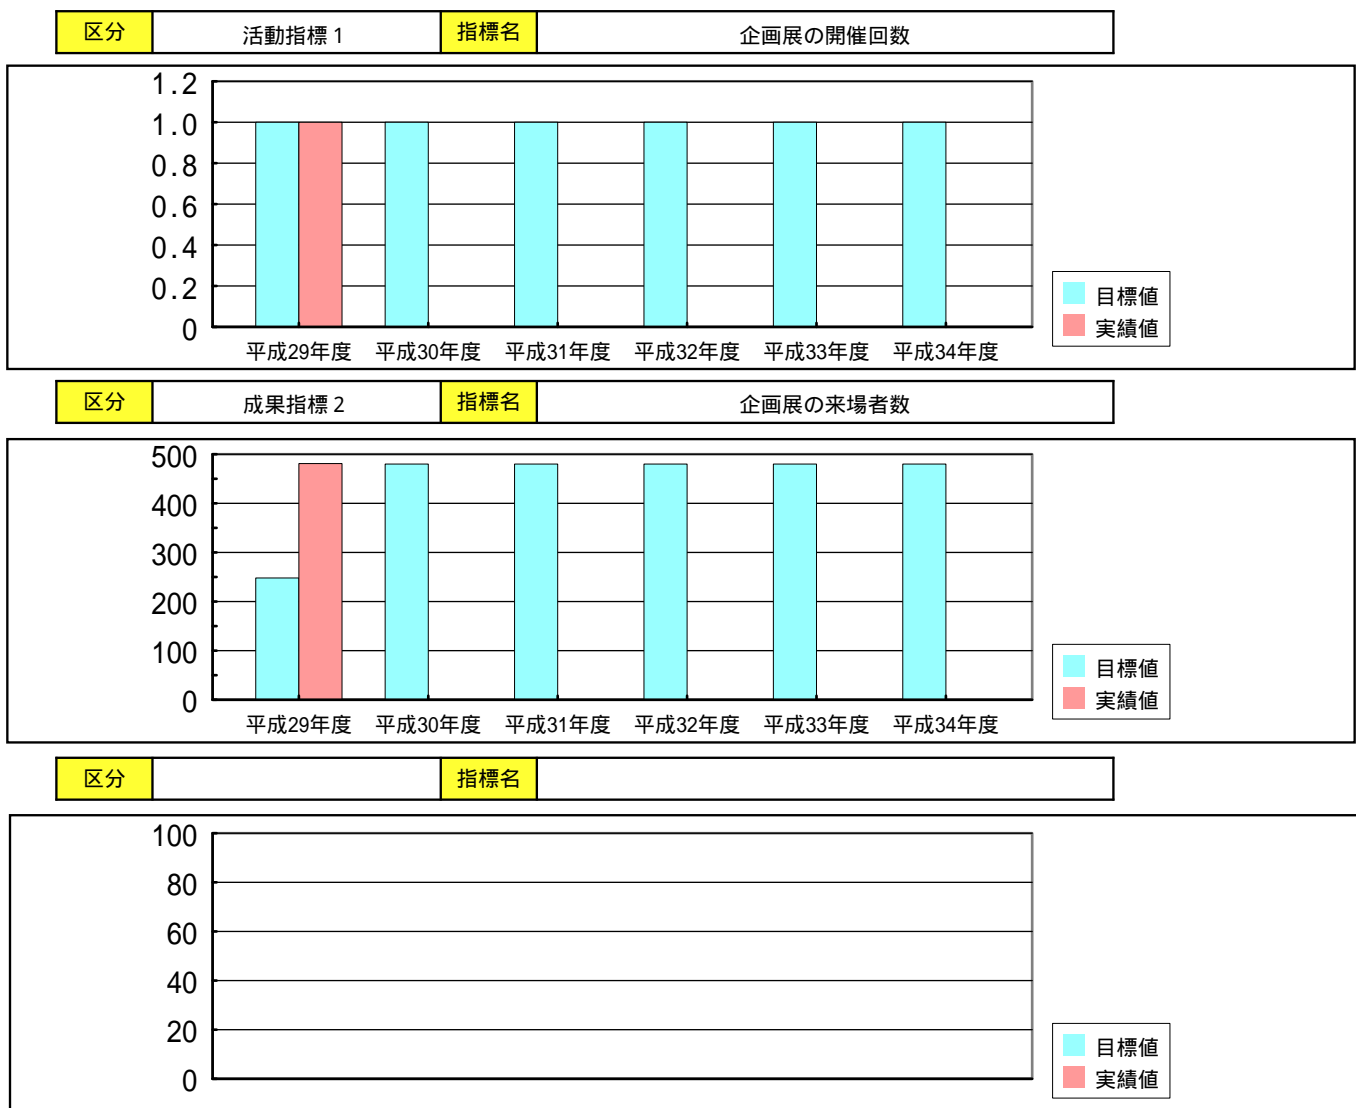 区分 活動指標1 指標名 企画展の開催回数
1.2
1.0
0.8
0.6
0.4
0.2
0
平成29年度 平成30年度 平成31年度 平成32年度 平成33年度 平成34年度
目標値
実績値
区分 成果指標2 指標名 企画展の来場者数
500
400
300
200
100
0
平成29年度 平成30年度 平成31年度 平成32年度 平成33年度 平成34年度
目標値
実績値
区分 指標名
100
80
60
40
20
0
目標値
実績値